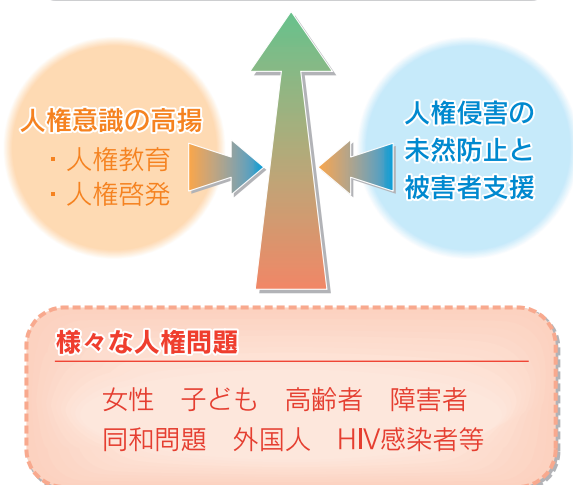 人権意識の高揚
・人権教育
・人権啓発
人権侵害の
未然防止と
被害者支援
様々な人権問題
女性　子ども　高齢者　障害者
同和問題　外国人　HIV感染者等